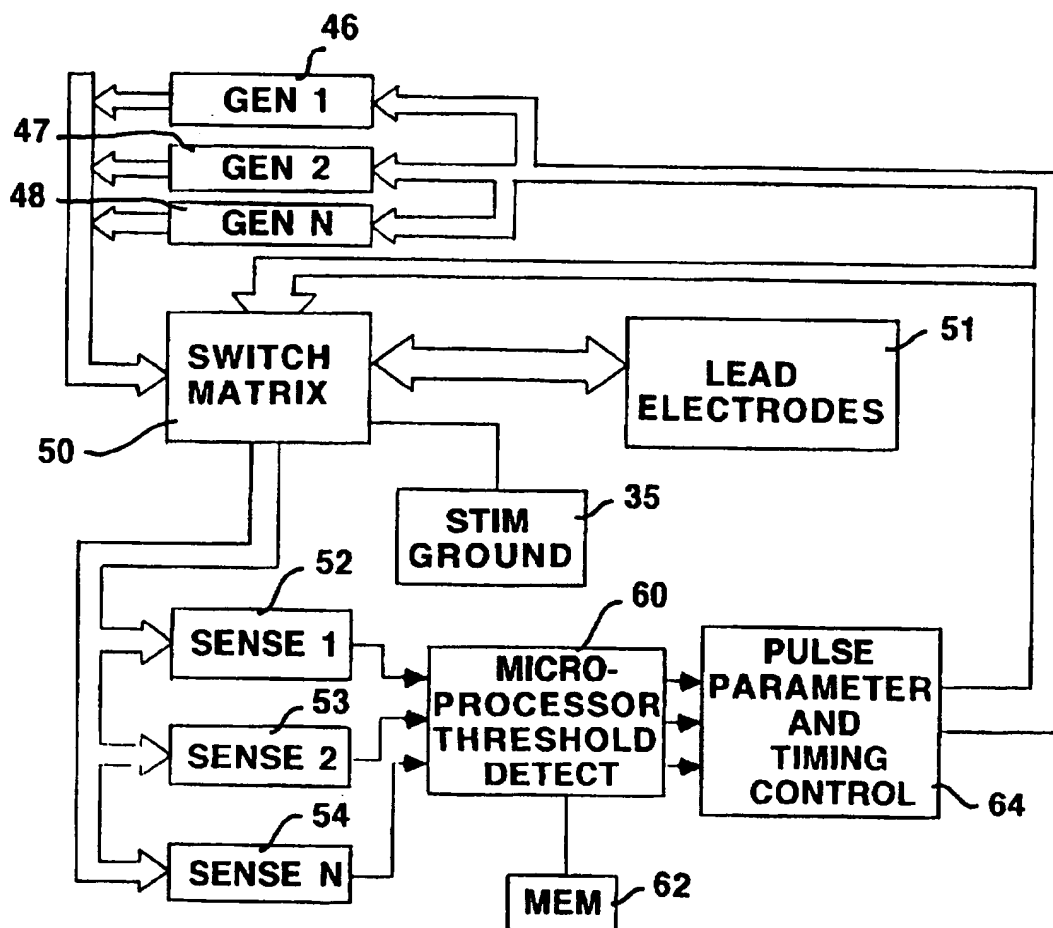 46
GEN 1
47
GEN 2
48
GEN N
SWITCH
MATRIX
50
LEAD
ELECTRODES
51
STIM
GROUND
35
52
SENSE 1
53
SENSE 2
54
SENSE N
60
MICRO-
PROCESSOR
THRESHOLD
DETECT
MEM
62
PULSE
PARAMETER
AND
TIMING
CONTROL
64